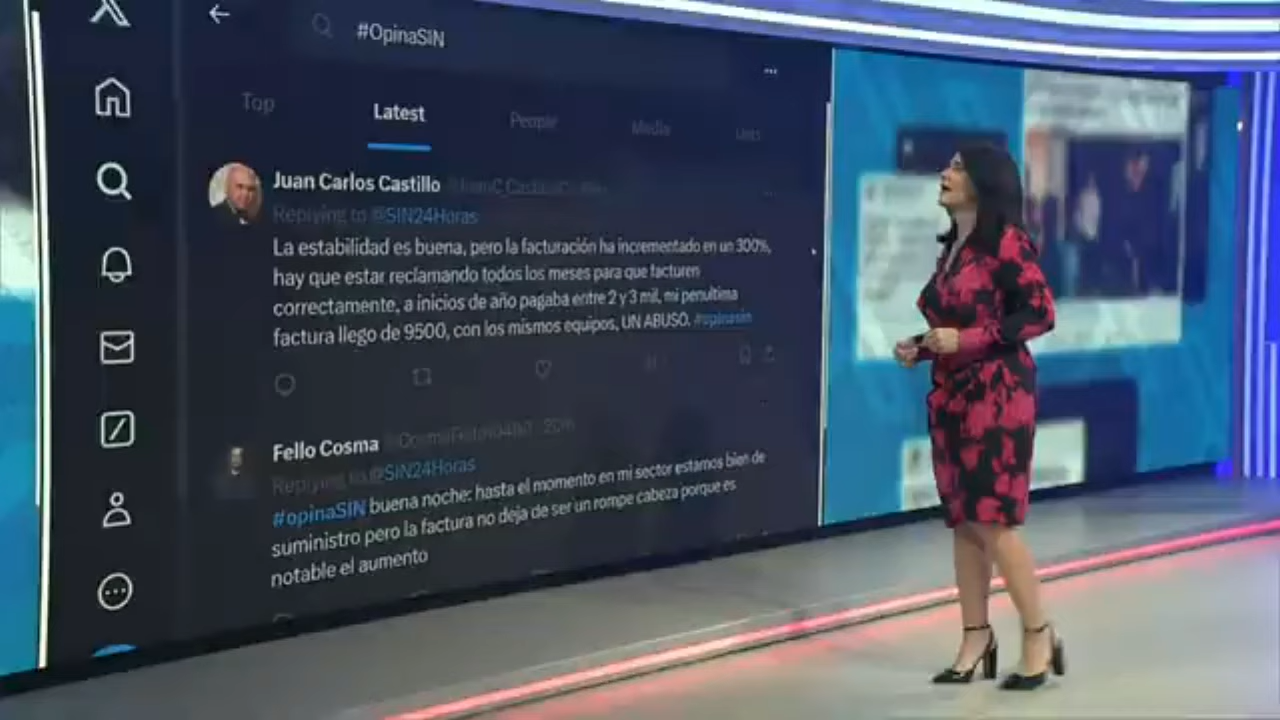 #OpinaSIN
Top
Latest
People
Media
Juan Carlos Castillo
Replying to @SIN24Horas
La estabilidad es buena, pero la facturación ha incrementado en un 300%,
hay que estar reclamando todos los meses para que facturen
correctamente, a inicios de año pagaba entre 2 y 3 mil, mi penultima
factura llego de 9500, con los mismos equipos, UN ABUSO. #opinasin
Fello Cosma
Replying to @SIN24Horas
#opinaSIN buena noche: hasta el momento en mi sector estamos bien de
suministro pero la factura no deja de ser un rompe cabeza porque es
notable el aumento